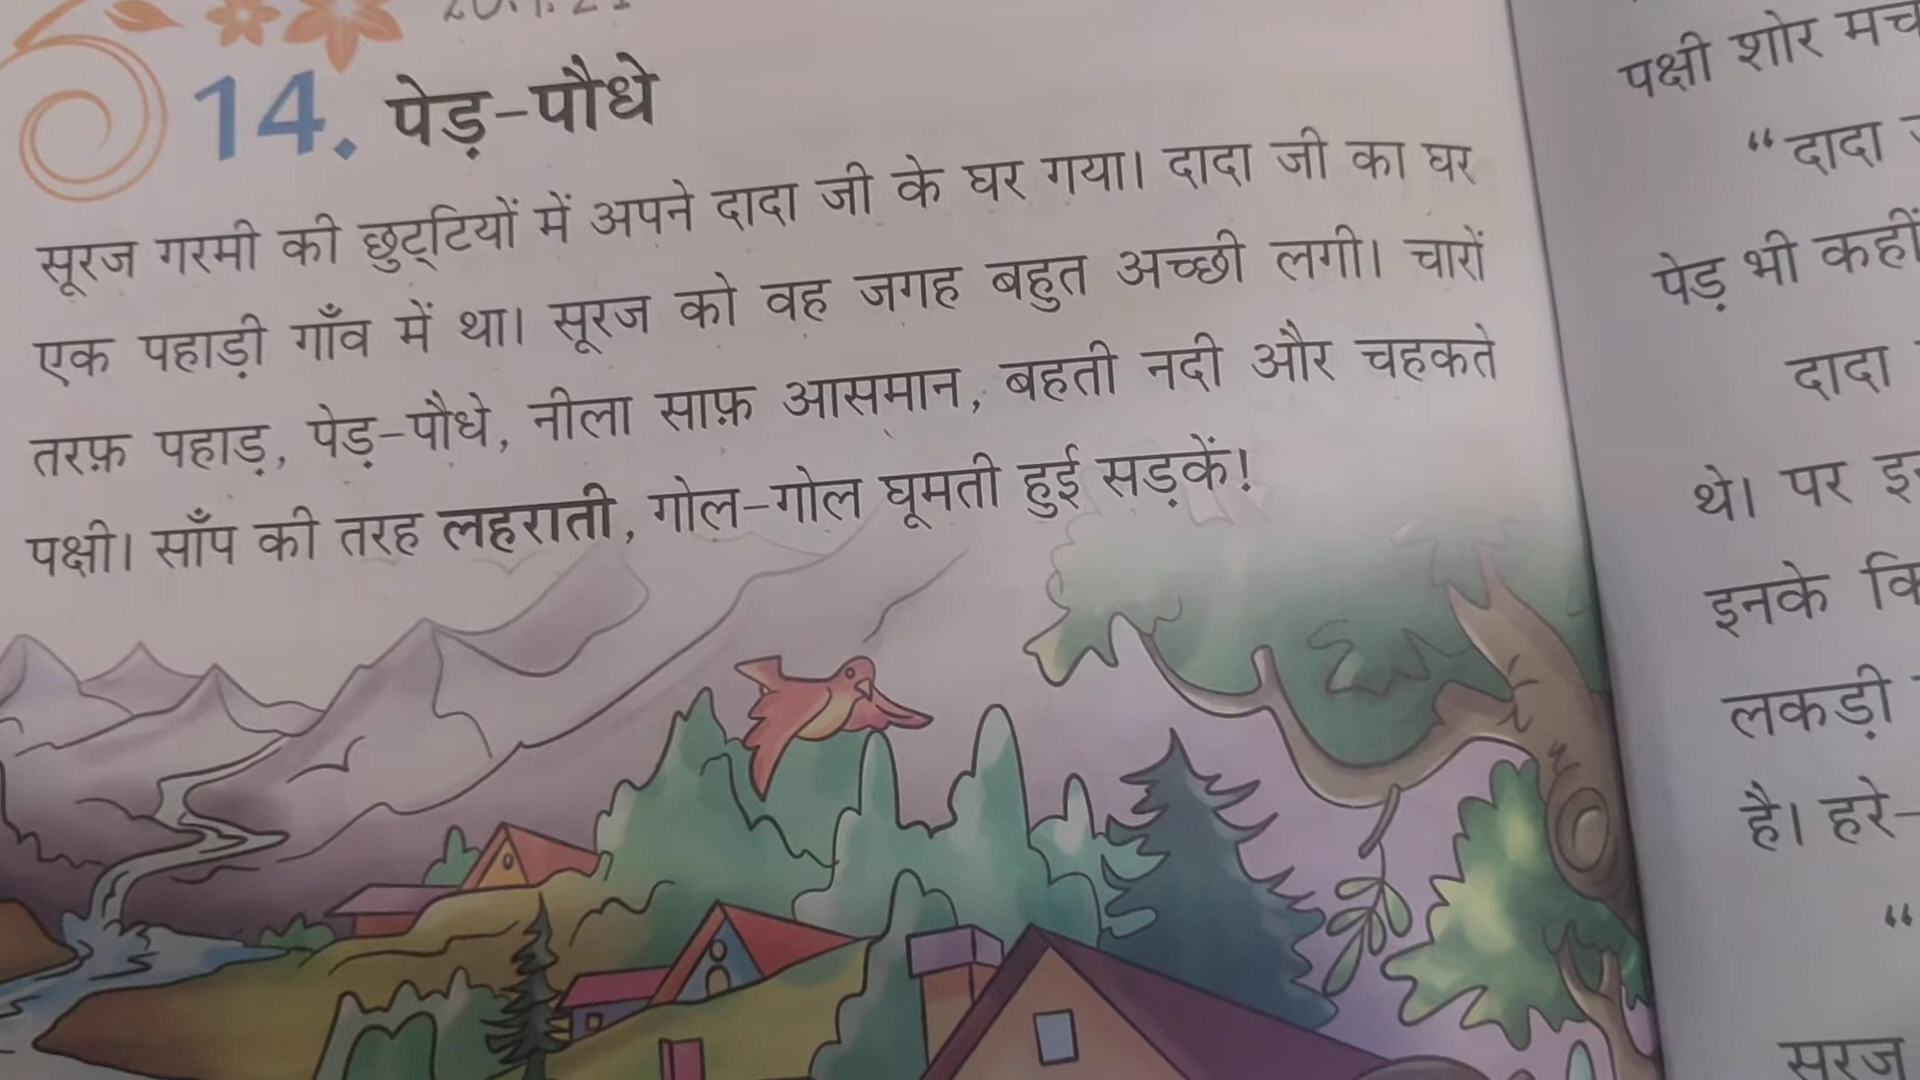 14. पेड़-पौधे
सूरज गरमी की छुट्टियों में अपने दादा जी के घर गया। दादा जी का घर
एक पहाड़ी गाँव में था। सूरज को वह जगह बहुत अच्छी लगी। चारों
तरफ़ पहाड़, पेड़-पौधे, नीला साफ़ आसमान, बहती नदी और चहकते
पक्षी। साँप की तरह लहराती, गोल-गोल घूमती हुई सड़कें!
पक्षी शोर
“दादा
पेड़ भी कहीं
दादा
थे। पर
इनके
लकड़ी
है। हरे-
“
सूरज